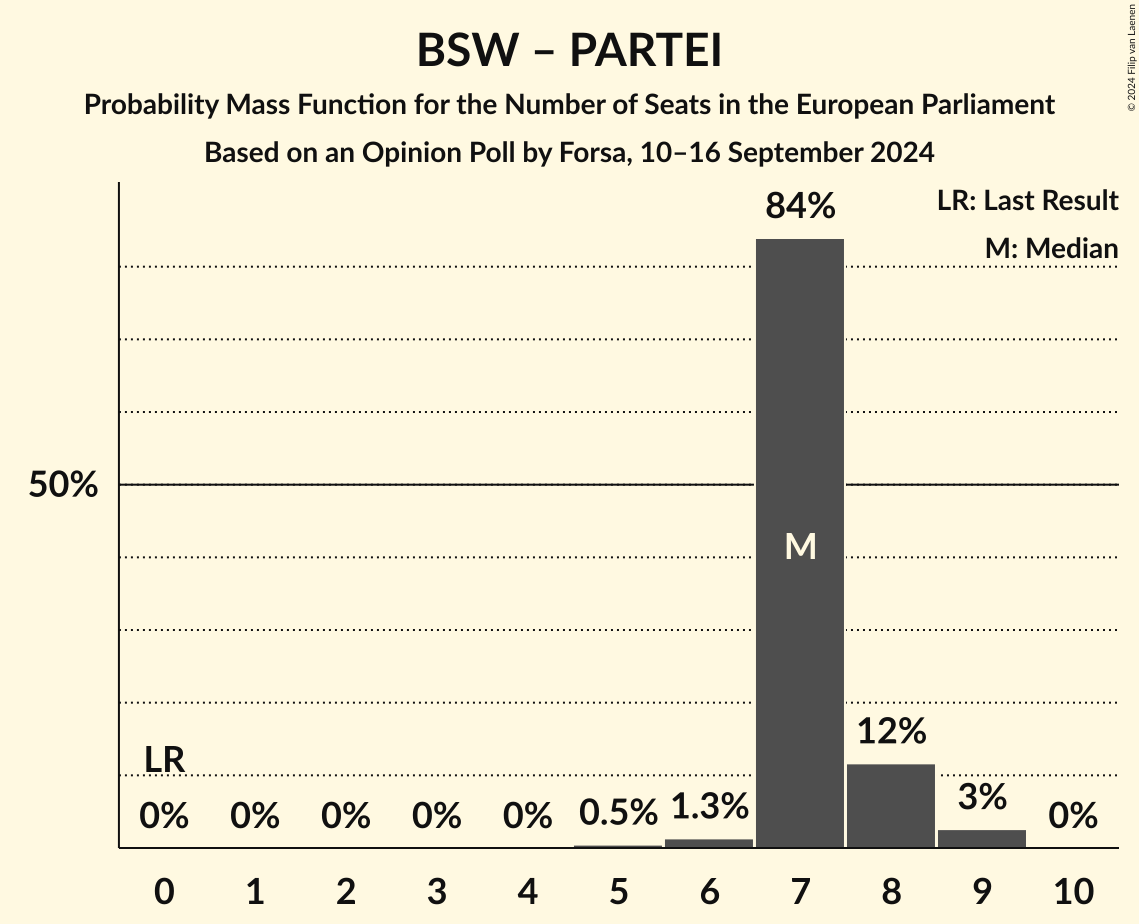 BSW – PARTEI
Probability Mass Function for the Number of Seats in the European Parliament
Based on an Opinion Poll by Forsa, 10–16 September 2024
© 2024 Filip van Laenen
LR: Last Result
M: Median
84%
50%
M
12%
LR
3%
1.3%
0.5%
0% 0% 0% 0% 0% 0%
0 1 2 3 4 5 6 7 8 9 10